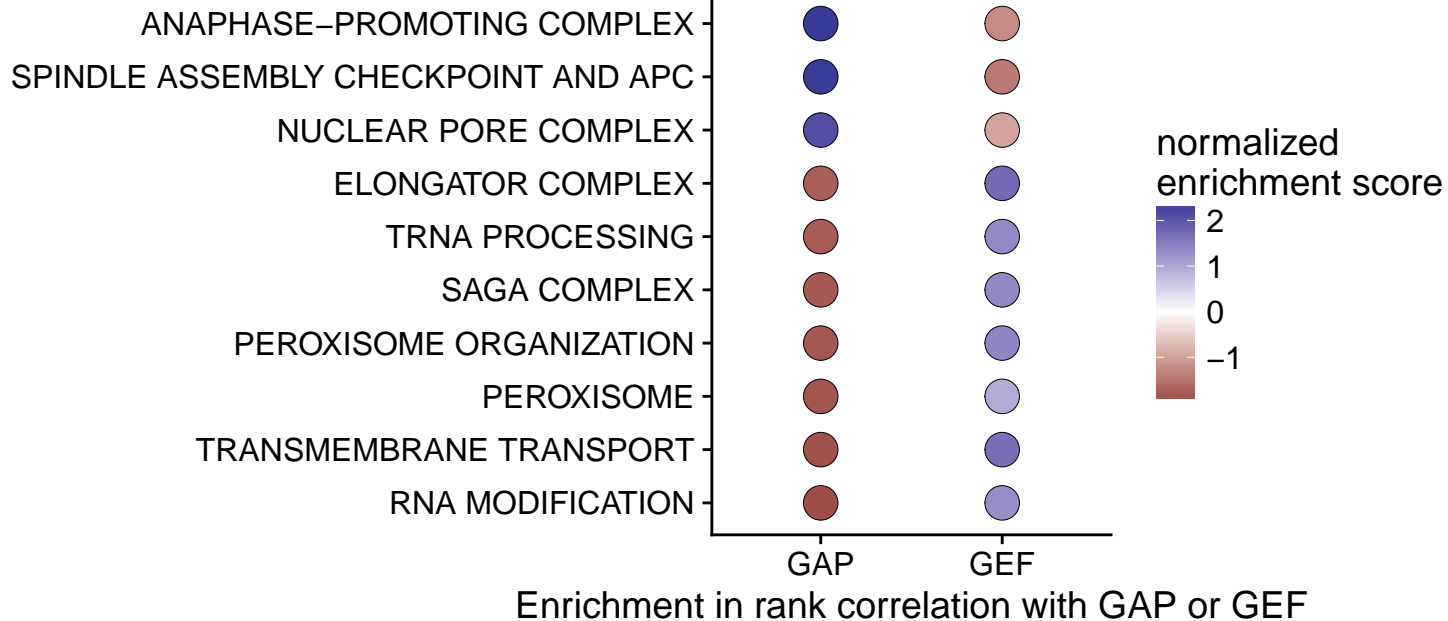 ANAPHASE−PROMOTING COMPLEX
SPINDLE ASSEMBLY CHECKPOINT AND APC
NUCLEAR PORE COMPLEX
ELONGATOR COMPLEX
TRNA PROCESSING
SAGA COMPLEX
PEROXISOME ORGANIZATION
PEROXISOME
TRANSMEMBRANE TRANSPORT
RNA MODIFICATION
GAP GEF
Enrichment in rank correlation with GAP or GEF
normalized
enrichment score
2
1
0
−1